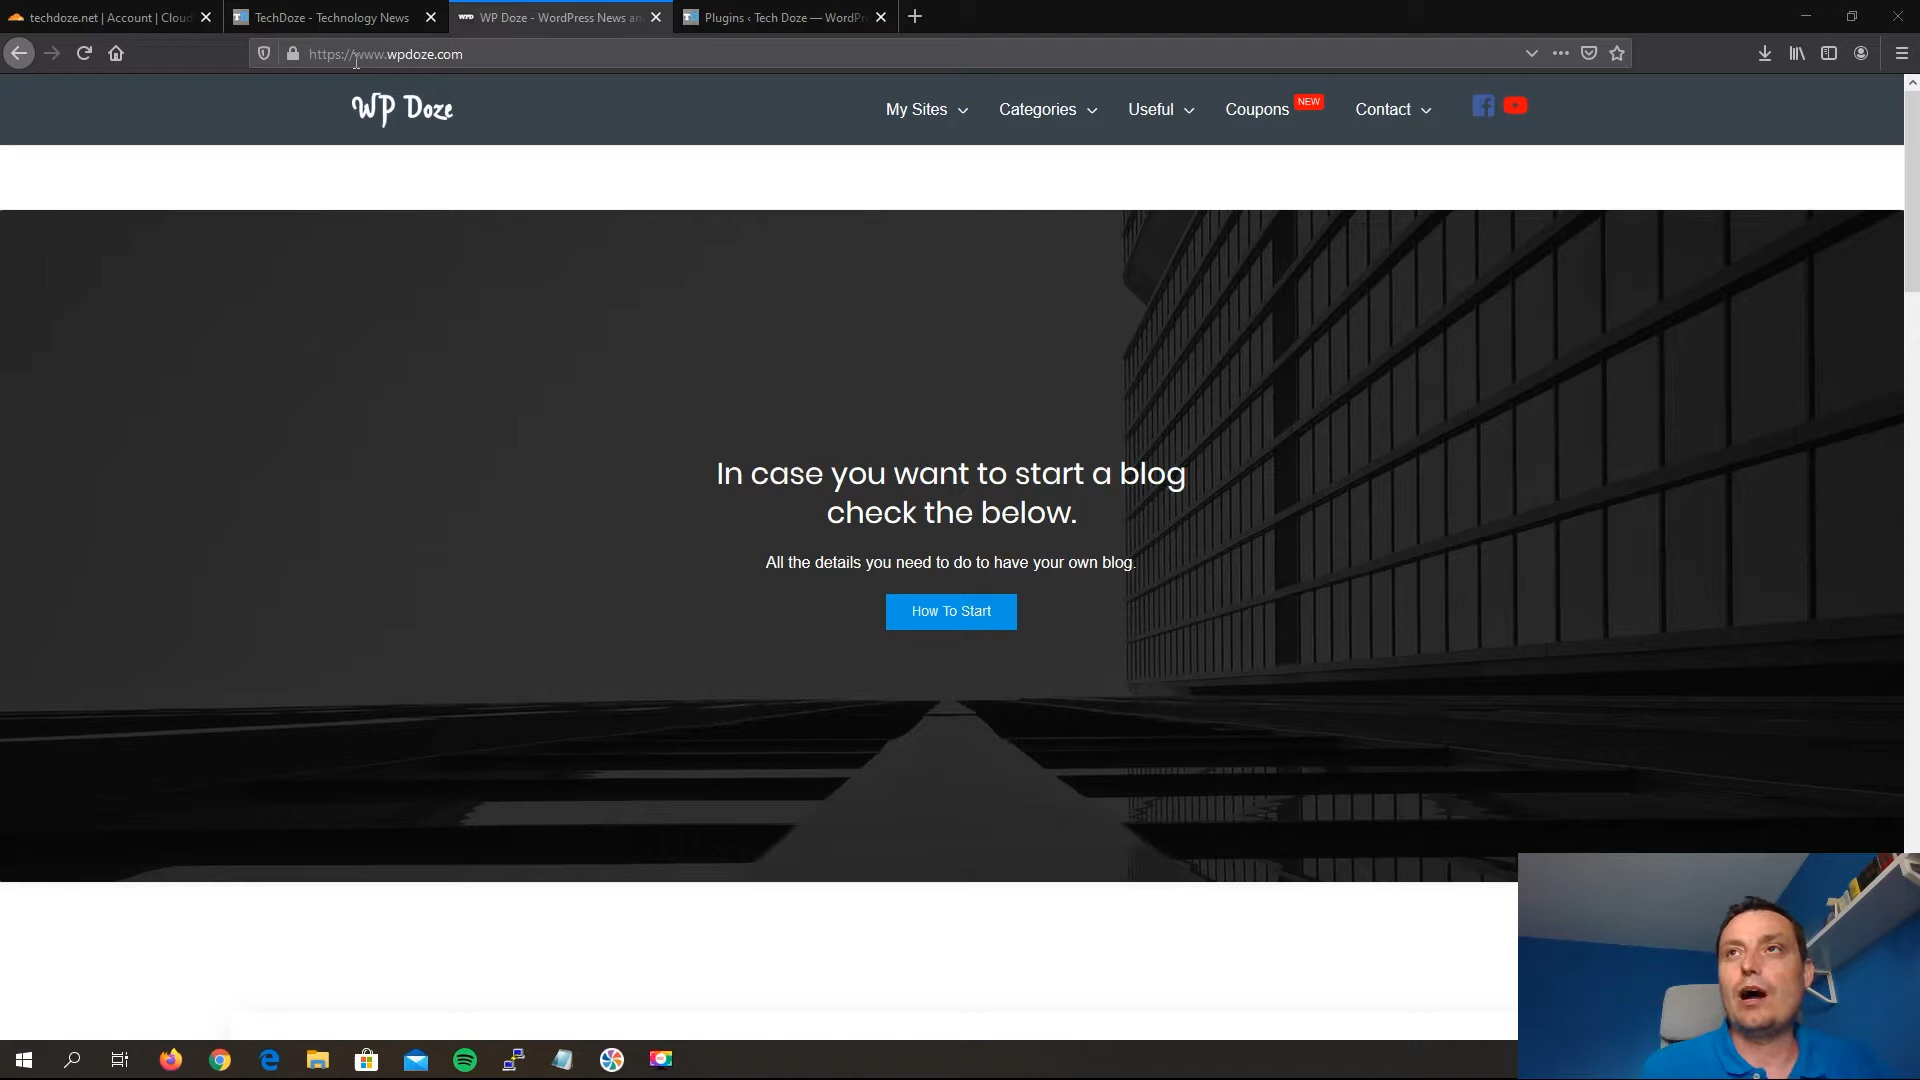 techdoze.net | Account | Cloud
TechDoze - Technology News
WPD
WP Doze - WordPress News an
Plugins ‹ Tech Doze — WordPr
https://www.wpdoze.com
WP Doze
My Sites
Categories
Useful
Coupons
NEW
Contact
In case you want to start a blog
check the below.
All the details you need to do to have your own blog.
How To Start